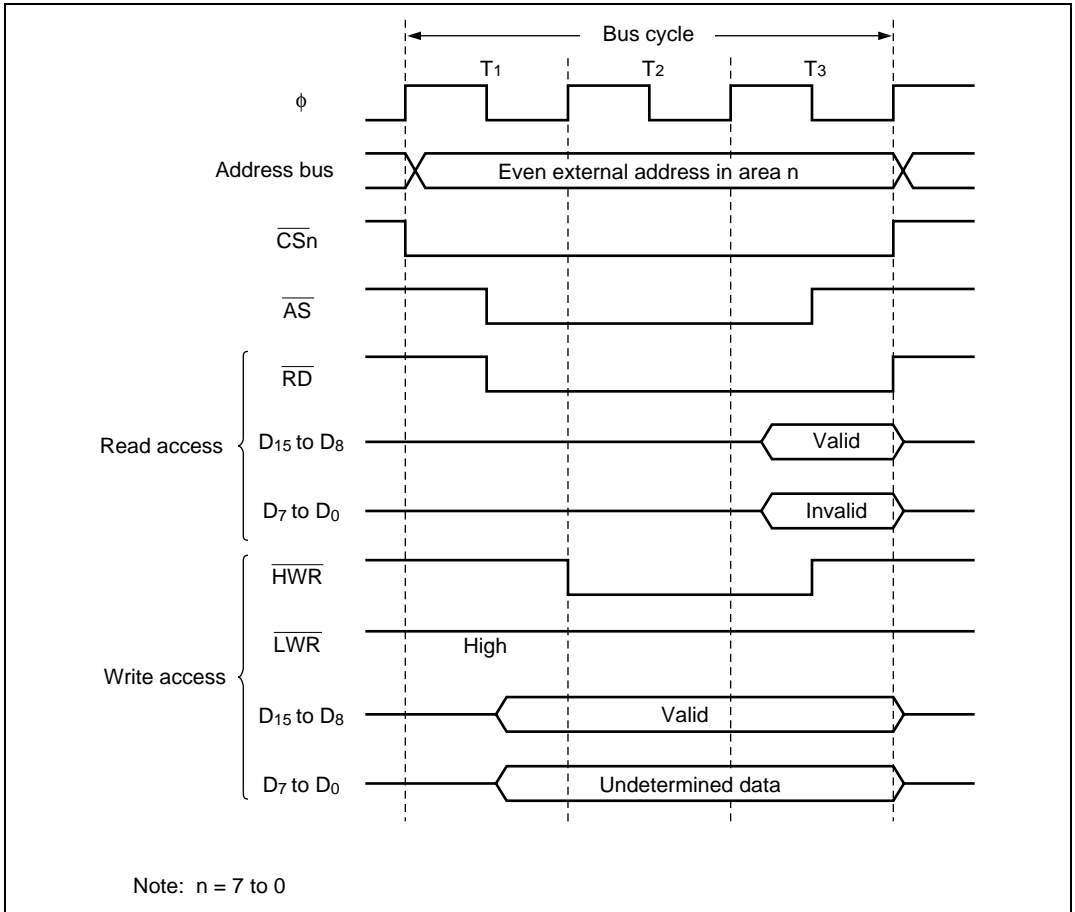 Bus cycle
T1 T2 T3
ϕ
Address bus Even external address in area n
CSn
AS
RD
Read access D15 to D8 Valid
D7 to D0 Invalid
HWR
LWR High
Write access D15 to D8 Valid
D7 to D0 Undetermined data
Note: n = 7 to 0